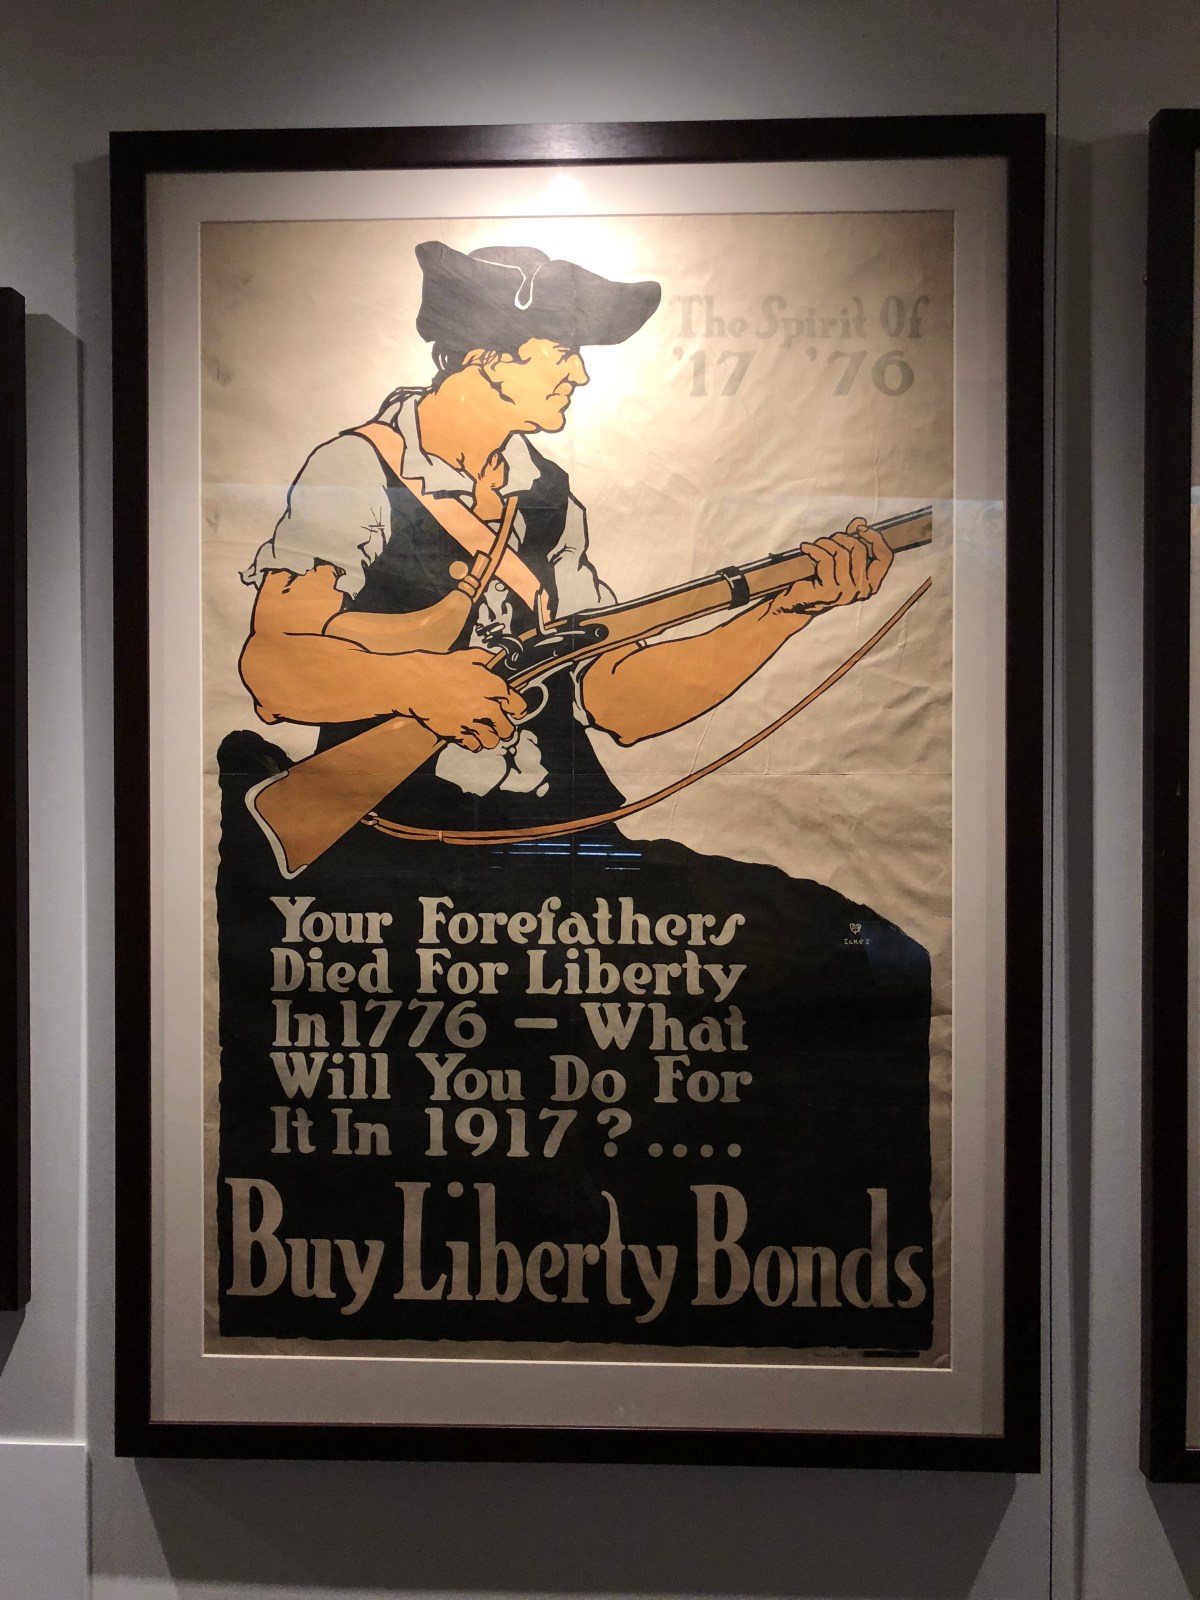 The Spirit Of
'17 '76
Your Forefathers
Died For Liberty
In 1776 — What
Will You Do For
It In 1917?....
Buy Liberty Bonds